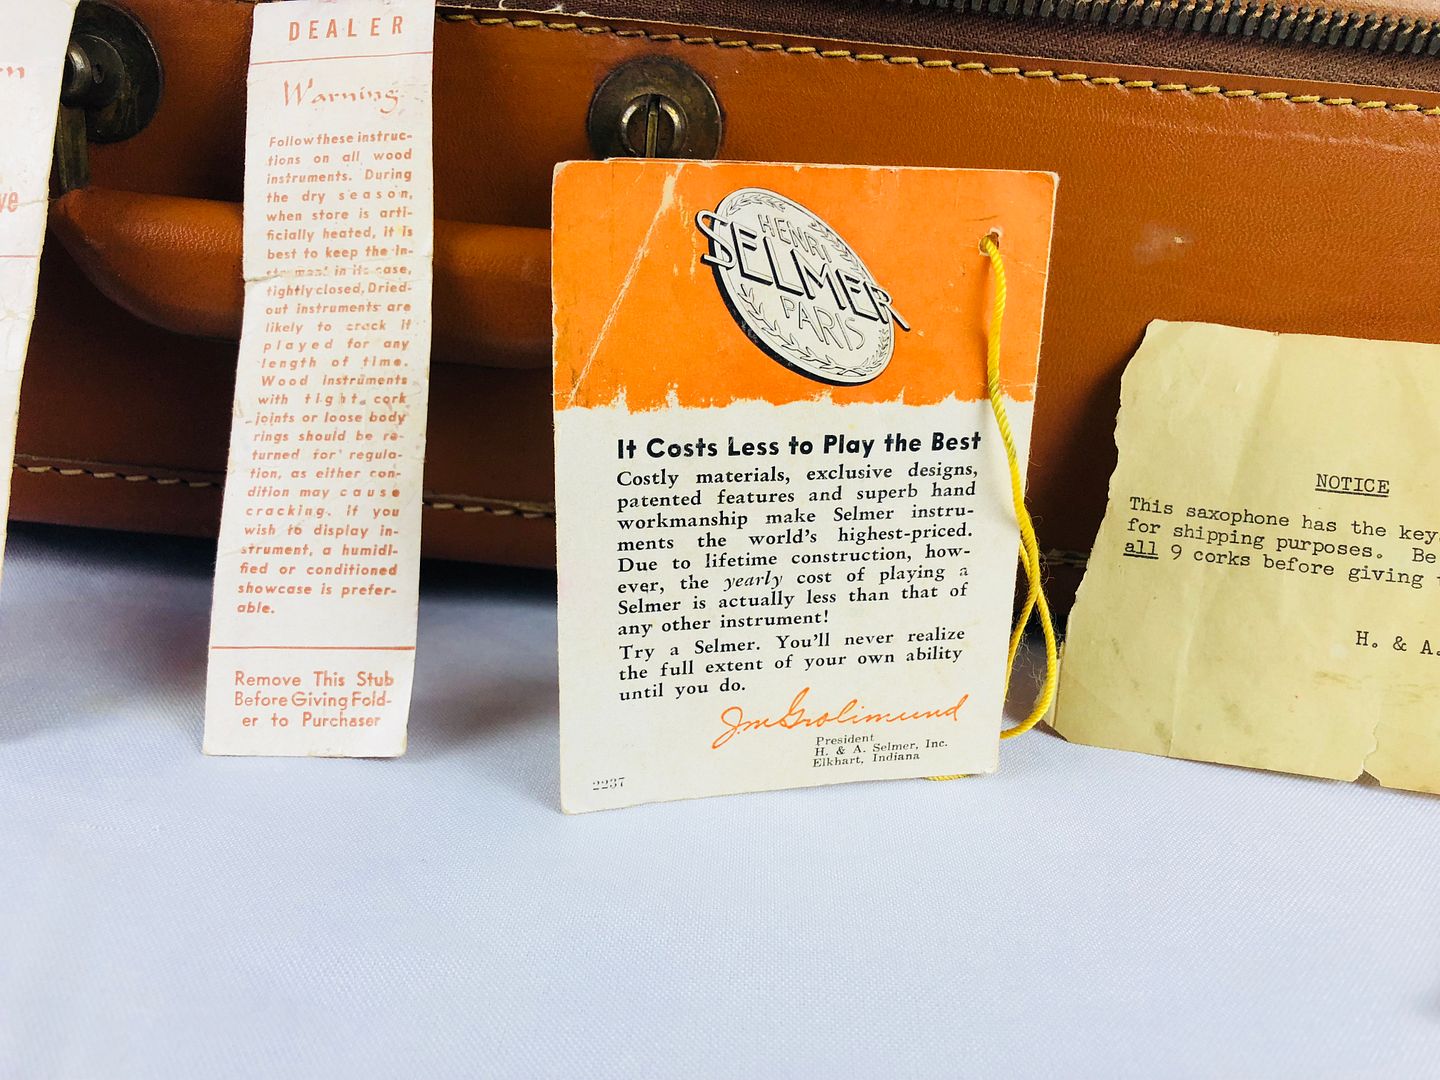 ve
DEALER
Warning
Follow these instruc-
tions on all wood
instruments. During
the dry season,
when store is arti-
ficially heated, it is
best to keep the in-
strument in its case,
tightly closed. Dried-
out instruments are
likely to crack if
played for any
length of time.
Wood instruments
with tight cork
joints or loose body
rings should be re-
turned for regula-
tion, as either con-
dition may cause
cracking. If you
wish to display in-
strument, a humidi-
fied or conditioned
showcase is prefer-
able.
Remove This Stub
Before Giving Fold-
er to Purchaser
HENRI
SELMER
PARIS
It Costs Less to Play the Best
Costly materials, exclusive designs,
patented features and superb hand
workmanship make Selmer instru-
ments the world's highest-priced.
Due to lifetime construction, how-
ever, the yearly cost of playing a
Selmer is actually less than that of
any other instrument!
Try a Selmer. You'll never realize
the full extent of your own ability
until you do.
Jm Grolimund
President
H. & A. Selmer, Inc.
Elkhart, Indiana
2237
NOTICE
This saxophone has the key
for shipping purposes. Be
all 9 corks before giving
H. & A.